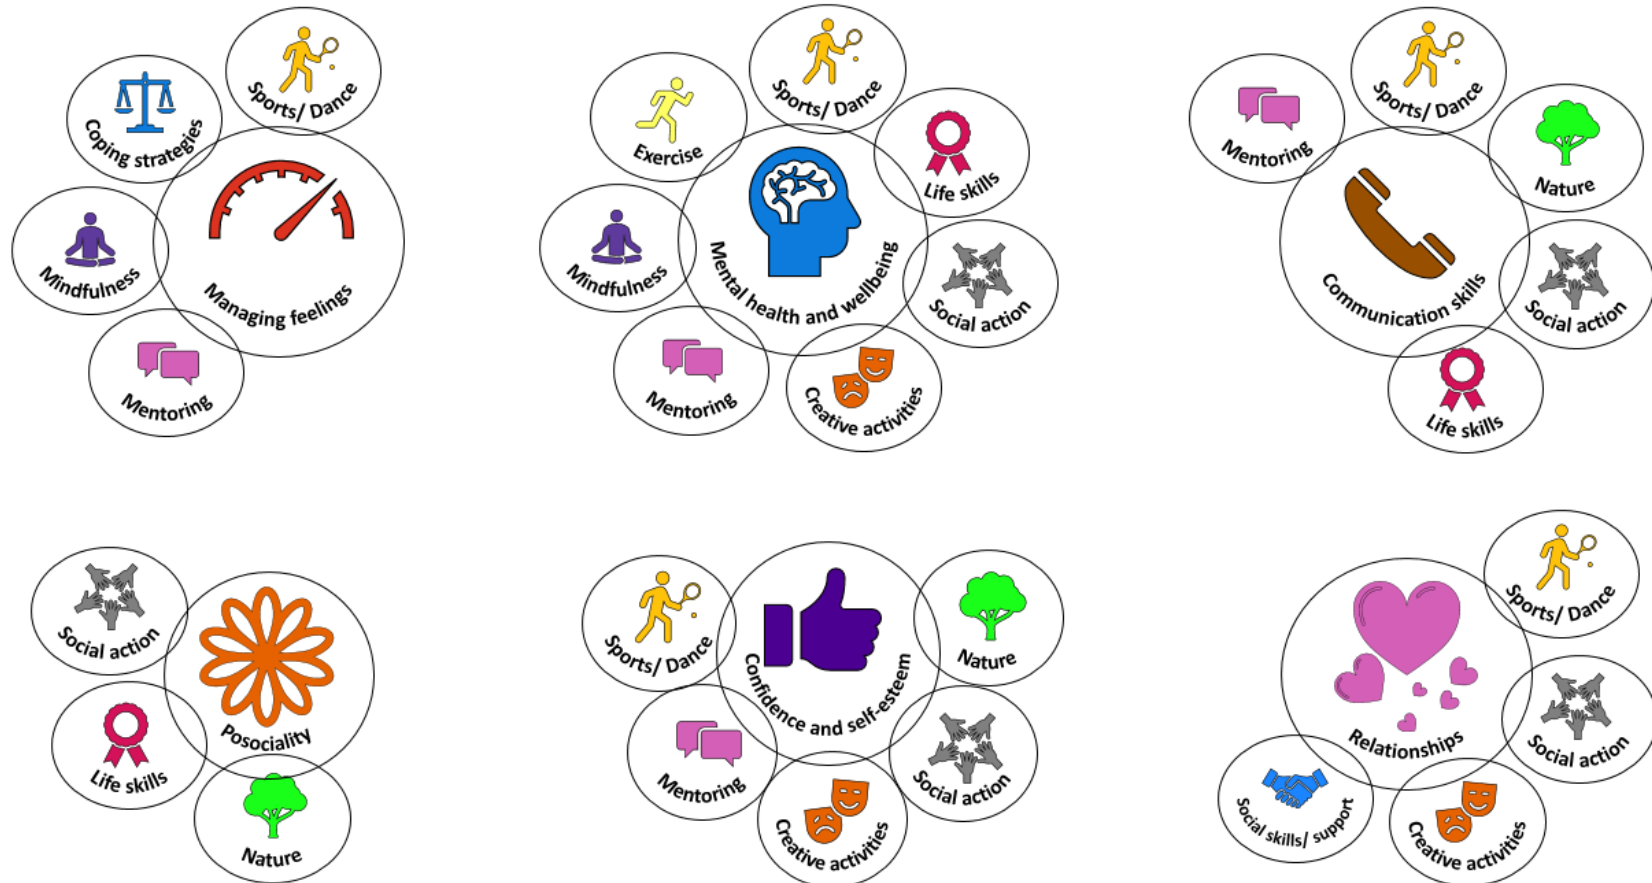 Sports/ Dance
Coping strategies
Mindfulness
Managing feelings
Mentoring
Sports/ Dance
Exercise
Life skills
Mindfulness
Mental health and wellbeing
Social action
Mentoring
Creative activities
Sports/ Dance
Mentoring
Nature
Communication skills
Social action
Life skills
Social action
Posociality
Life skills
Nature
Sports/ Dance
Nature
Confidence and self-esteem
Mentoring
Social action
Creative activities
Sports/ Dance
Relationships
Social action
Social skills/ support
Creative activities